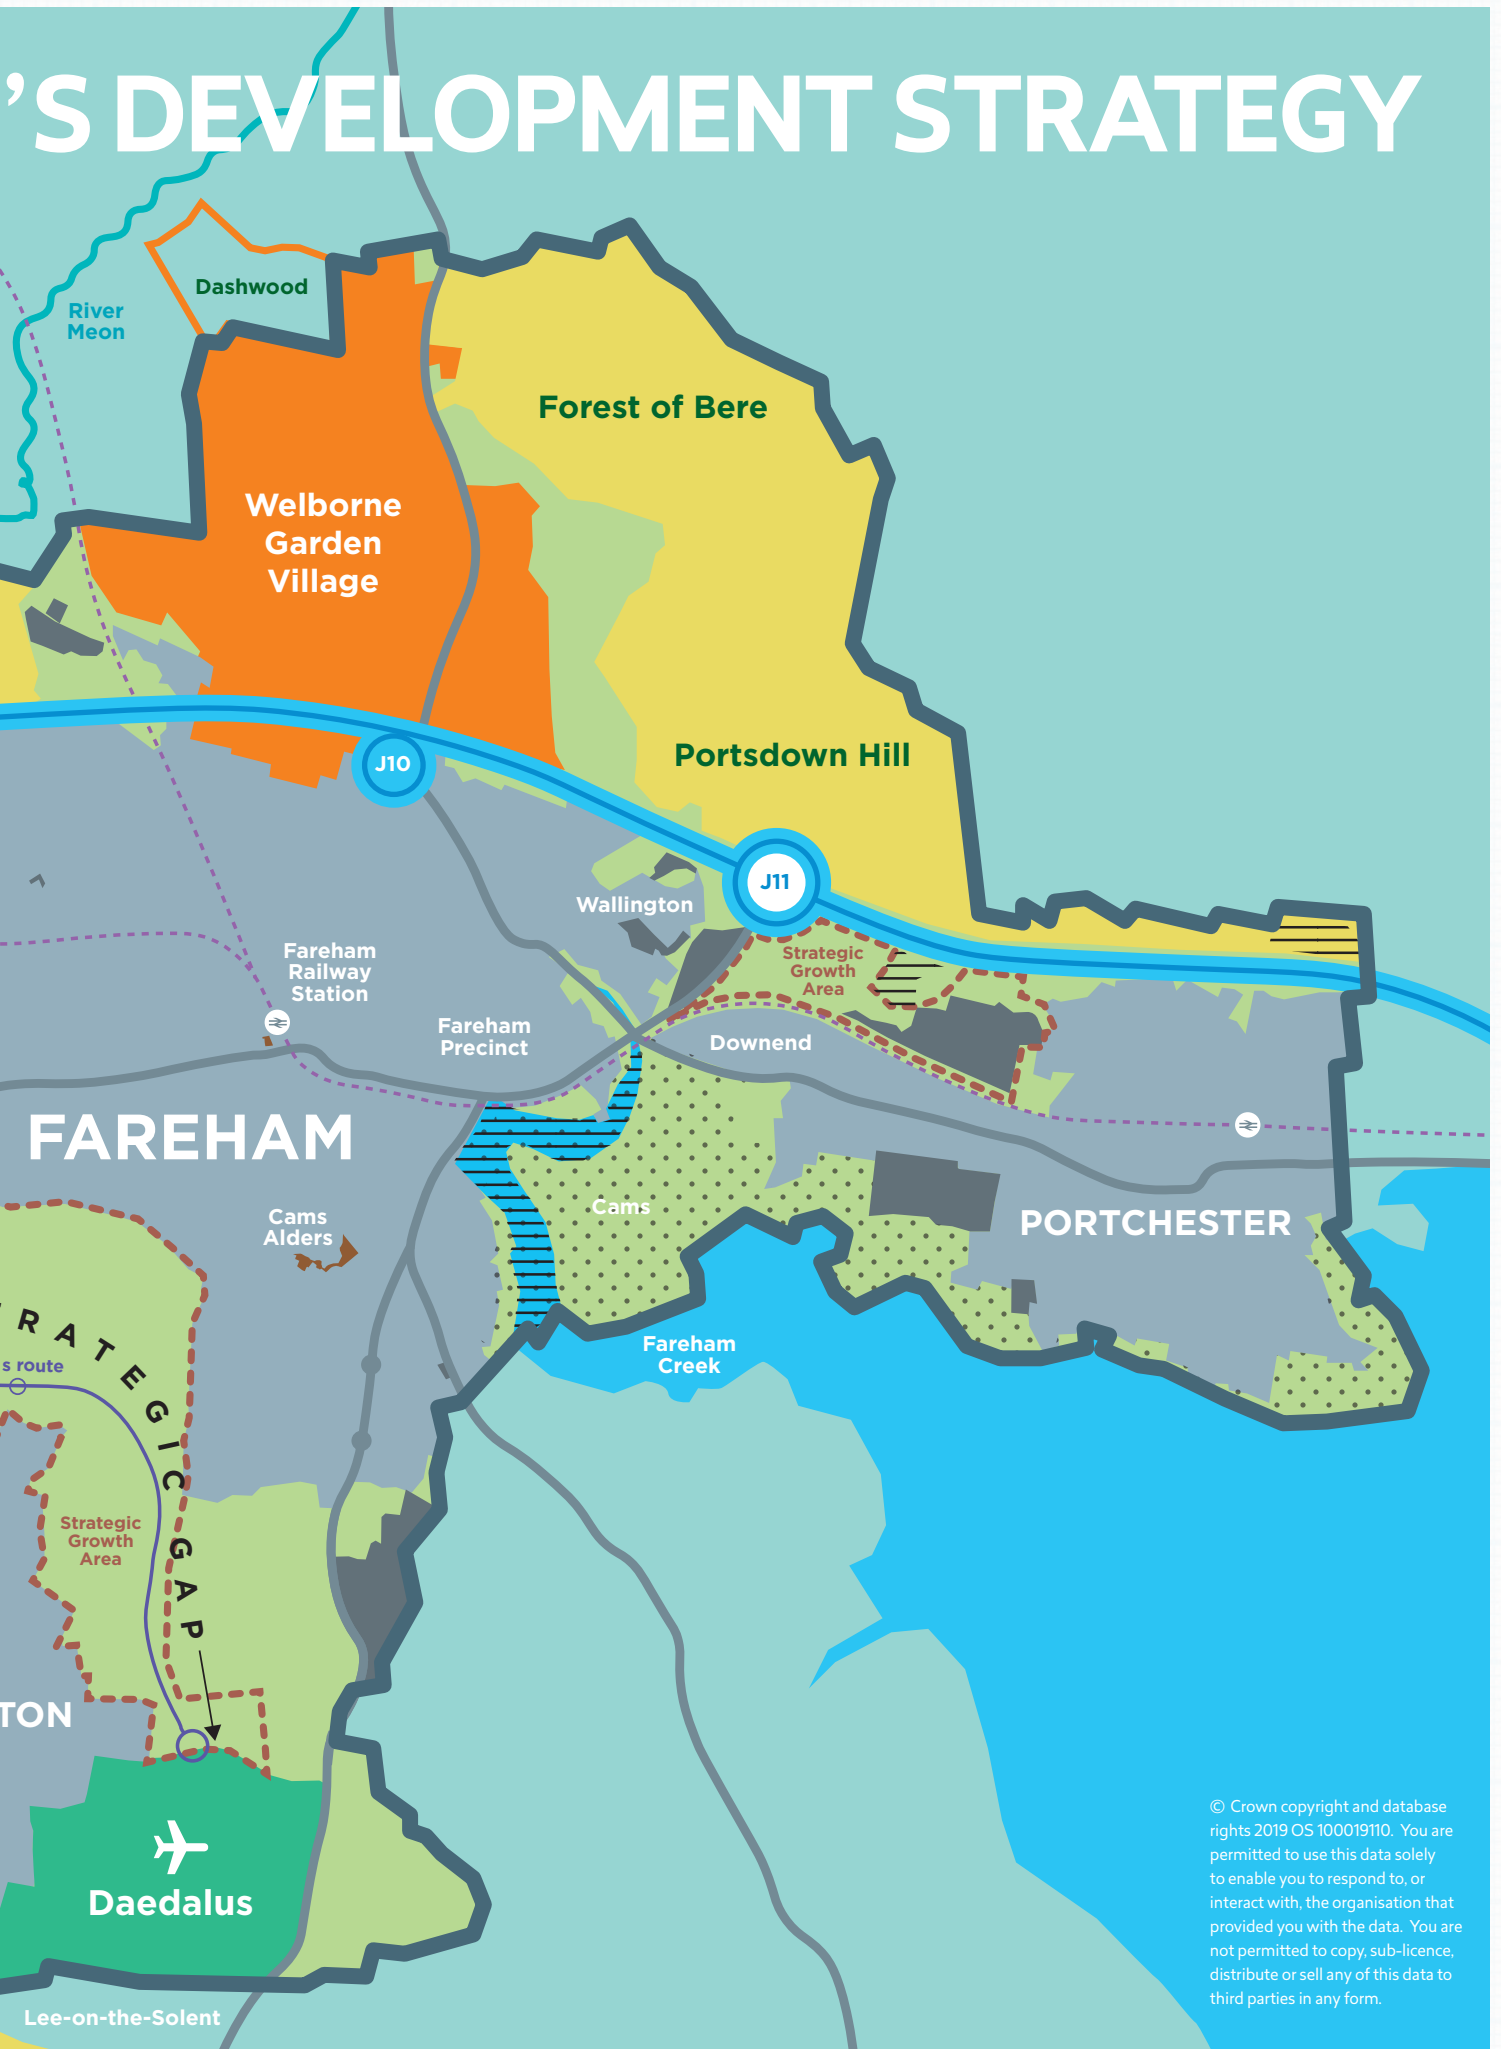 ’S DEVELOPMENT STRATEGY
Dashwood
River
Meon
Forest of Bere
Welborne
Garden
Village
Portsdown Hill
J10
J11
Wallington
Fareham
Railway
Station
Strategic
Growth
Area
Fareham
Precinct
Downend
FAREHAM
Cams
Alders
Cams
PORTCHESTER
RATEGIC GAP
s route
Fareham
Creek
Strategic
Growth
Area
TON
Daedalus
Lee-on-the-Solent
© Crown copyright and database
rights 2019 OS 100019110. You are
permitted to use this data solely
to enable you to respond to, or
interact with, the organisation that
provided you with the data. You are
not permitted to copy, sub-licence,
distribute or sell any of this data to
third parties in any form.